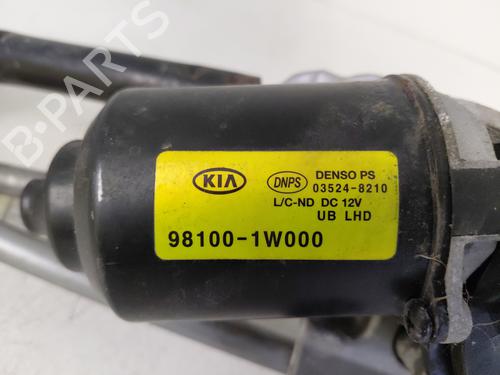 B-PARTS
KIA DNPS DENSO PS
03524-8210
L/C-ND DC 12V
UB LHD
98100-1W000